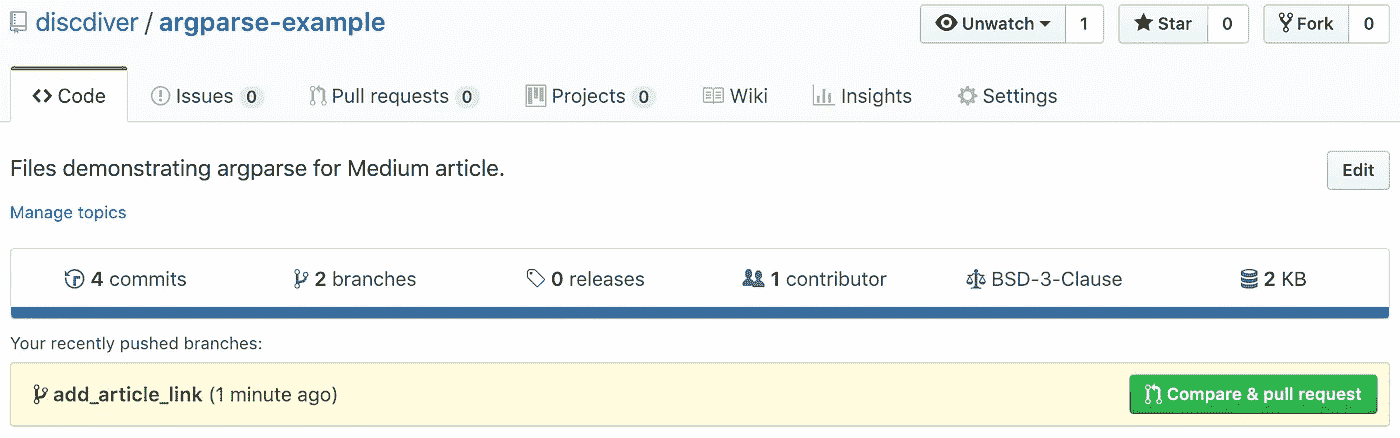 discdiver / argparse-example Unwatch 1 Star 0 Fork 0
Code Issues 0 Pull requests 0 Projects 0 Wiki Insights Settings
Files demonstrating argparse for Medium article. Edit
Manage topics
4 commits 2 branches 0 releases 1 contributor BSD-3-Clause 2 KB
Your recently pushed branches:
add_article_link (1 minute ago) Compare & pull request